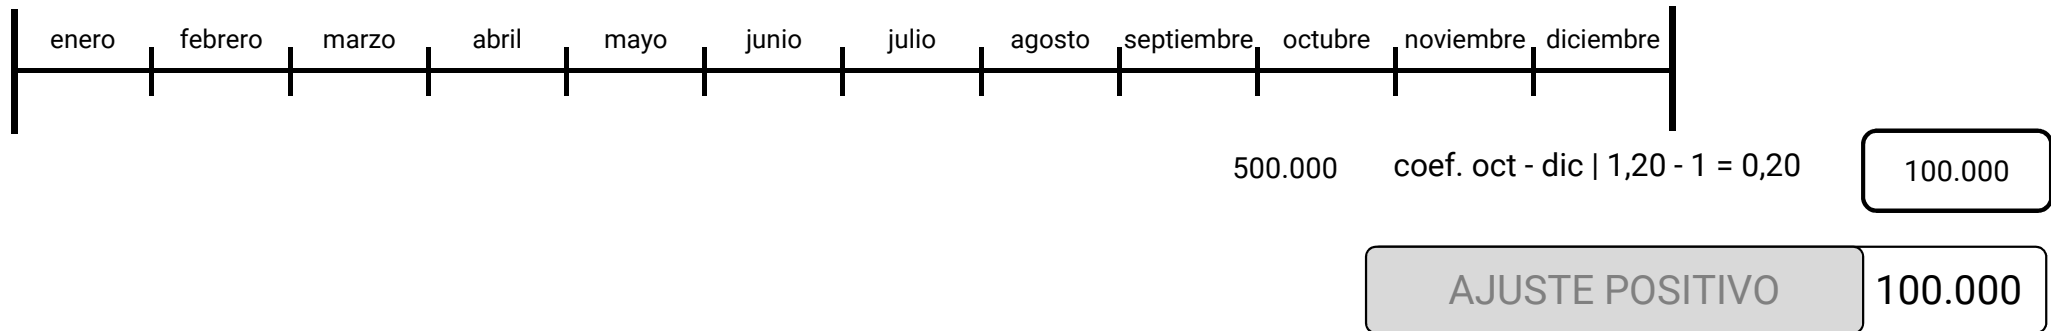 enero febrero marzo abril mayo junio julio agosto septiembre octubre noviembre diciembre
500.000 coef. oct - dic | 1,20 - 1 = 0,20 100.000
AJUSTE POSITIVO 100.000